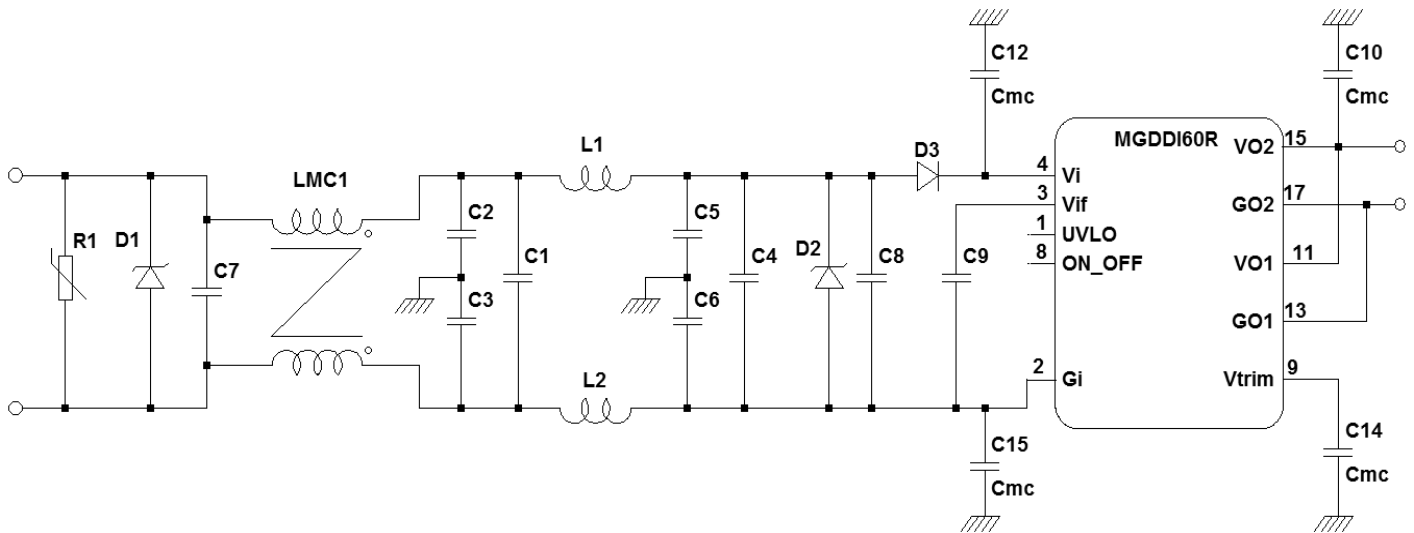 C12
Cmc
C10
Cmc
MGDDI60R
VO2
15
L1
D3
4
Vi
LMC1
3
Vif
GO2
17
C2
C5
R1
D1
1
UVLO
C7
C1
D2
C4
C8
C9
8
ON_OFF
VO1
11
C3
C6
GO1
13
L2
2
Gi
Vtrim
9
C15
Cmc
C14
Cmc